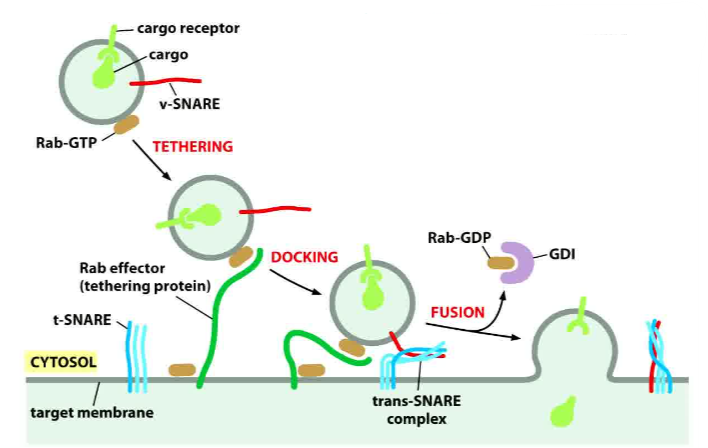 cargo receptor
cargo
v-SNARE
Rab-GTP
TETHERING
Rab effector
(tethering protein)
DOCKING
Rab-GDP
GDI
FUSION
t-SNARE
CYTOSOL
target membrane
trans-SNARE
complex